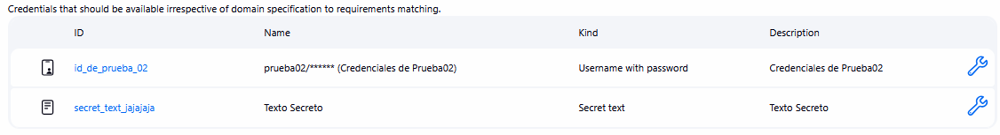 Credentials that should be available irrespective of domain specification to requirements matching.
ID Name Kind Description
id_de_prueba_02 prueba02/****** (Credenciales de Prueba02) Username with password Credenciales de Prueba02
secret_text_jajajaja Texto Secreto Secret text Texto Secreto